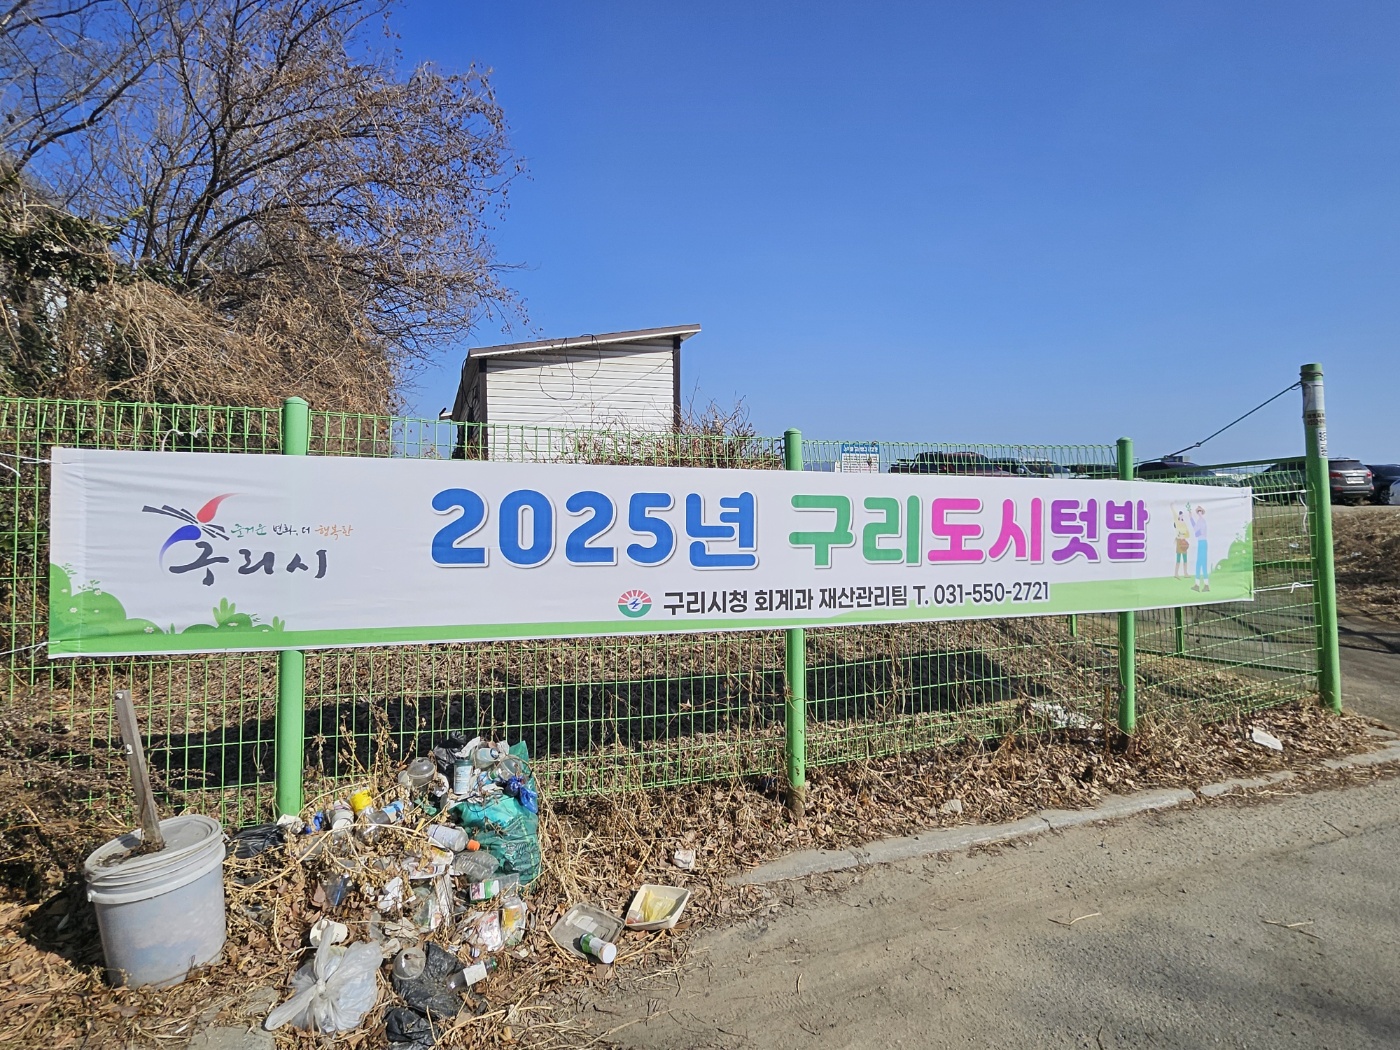 즐거운 변화, 더 행복한
구리시
2025년 구리도시텃밭
구리시청 회계과 재산관리팀 T. 031-550-2721